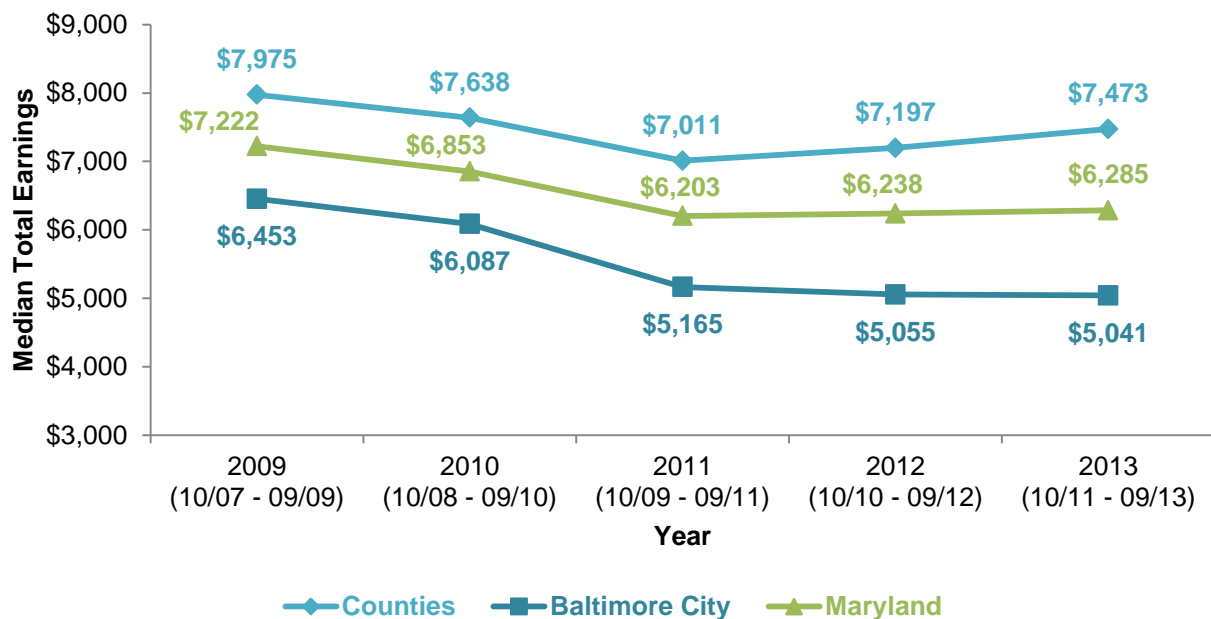 $9,000
$8,000
$7,000
$6,000
$5,000
$4,000
$3,000
Median Total Earnings
$7,975
$7,638
$7,011
$7,197
$7,473
$7,222
$6,853
$6,203
$6,238
$6,285
$6,453
$6,087
$5,165
$5,055
$5,041
2009
(10/07 - 09/09)
2010
(10/08 - 09/10)
2011
(10/09 - 09/11)
2012
(10/10 - 09/12)
2013
(10/11 - 09/13)
Year
Counties
Baltimore City
Maryland